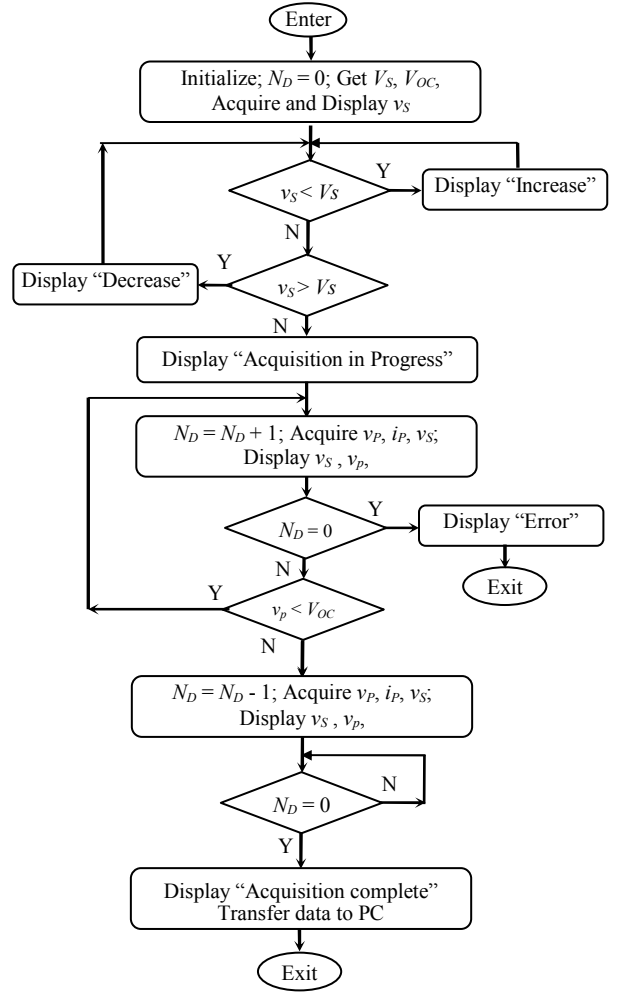 Enter
Initialize; N_D = 0; Get V_S, V_OC,
Acquire and Display v_S
v_S < Vs
Y
Display “Increase”
N
Y
Display “Decrease”
v_S > Vs
N
Display “Acquisition in Progress”
N_D = N_D + 1; Acquire v_P, i_P, v_S;
Display v_S , v_p,
N_D = 0
Y
Display “Error”
N
Exit
Y
v_p < V_OC
N
N_D = N_D - 1; Acquire v_P, i_P, v_S;
Display v_S , v_p,
N_D = 0
N
Y
Display “Acquisition complete”
Transfer data to PC
Exit